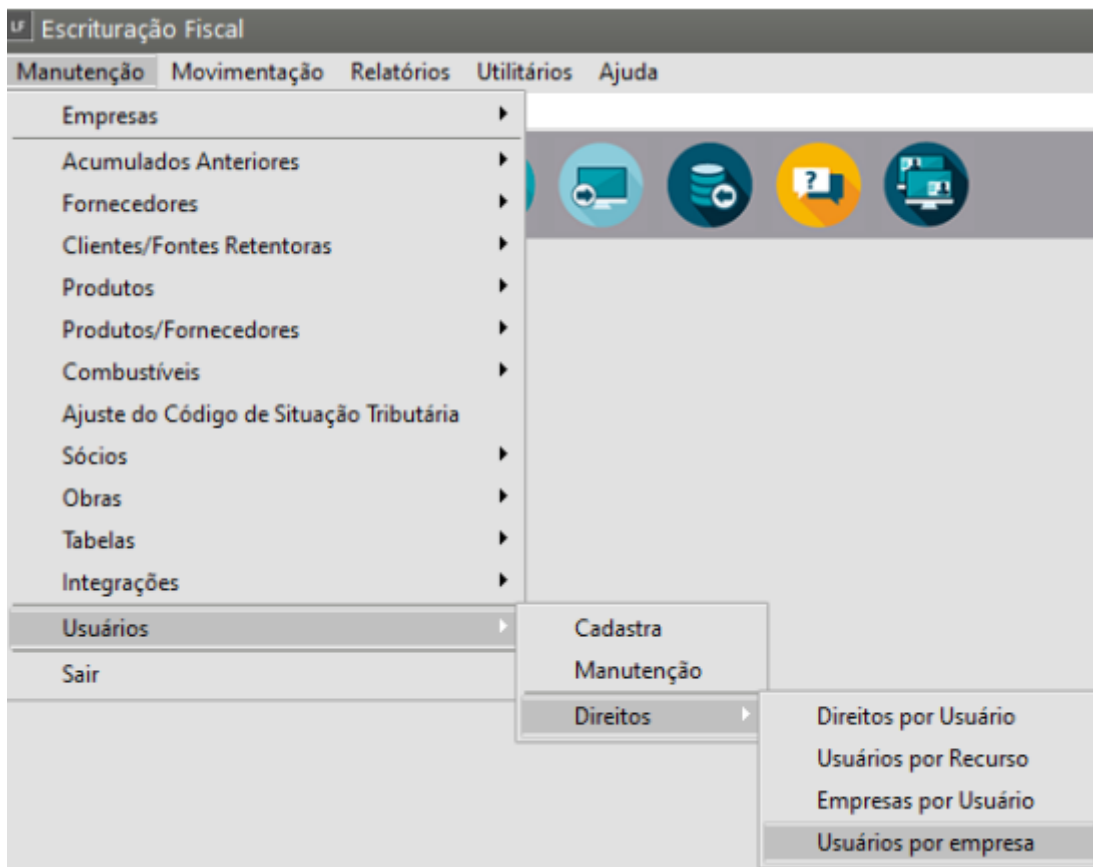 LF Escrituração Fiscal
Manutenção Movimentação Relatórios Utilitários Ajuda
Empresas
Acumulados Anteriores
Fornecedores
Clientes/Fontes Retentoras
Produtos
Produtos/Fornecedores
Combustíveis
Ajuste do Código de Situação Tributária
Sócios
Obras
Tabelas
Integrações
Usuários
Sair
Cadastra
Manutenção
Direitos
Direitos por Usuário
Usuários por Recurso
Empresas por Usuário
Usuários por empresa
?